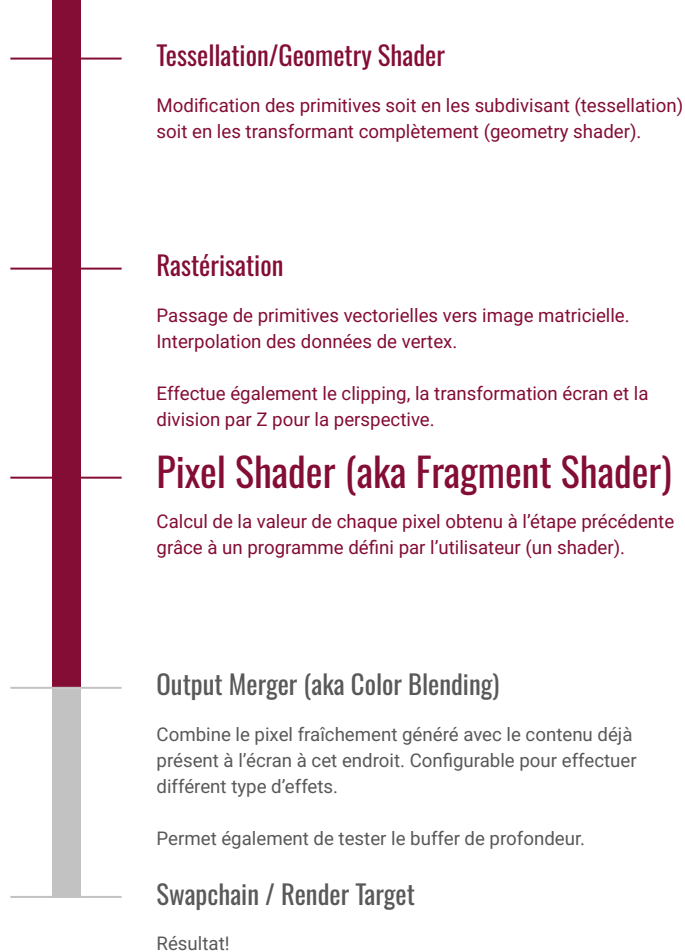 Tessellation/Geometry Shader
Modification des primitives soit en les subdivisant (tessellation)
soit en les transformant complètement (geometry shader).
Rastérisation
Passage de primitives vectorielles vers image matricielle.
Interpolation des données de vertex.
Effectue également le clipping, la transformation écran et la
division par Z pour la perspective.
Pixel Shader (aka Fragment Shader)
Calcul de la valeur de chaque pixel obtenu à l’étape précédente
grâce à un programme défini par l’utilisateur (un shader).
Output Merger (aka Color Blending)
Combine le pixel fraîchement généré avec le contenu déjà
présent à l’écran à cet endroit. Configurable pour effectuer
différent type d’effets.
Permet également de tester le buffer de profondeur.
Swapchain / Render Target
Résultat!